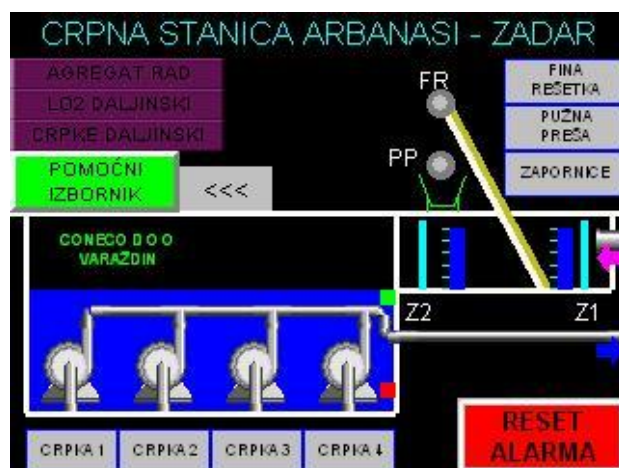 CRPNA STANICA ARBANASI - ZADAR
AGREGAT RAD
LO2 DALJINSKI
CRPKE DALJINSKI
POMOĆNI
IZBORNIK
<<<
FR
PP
FINA
REŠETKA
PUŽNA
PREŠA
ZAPORNICE
CONECO D O O
VARAŽDIN
Z2
Z1
CRPKA 1
CRPKA 2
CRPKA 3
CRPKA 4
RESET
ALARMA